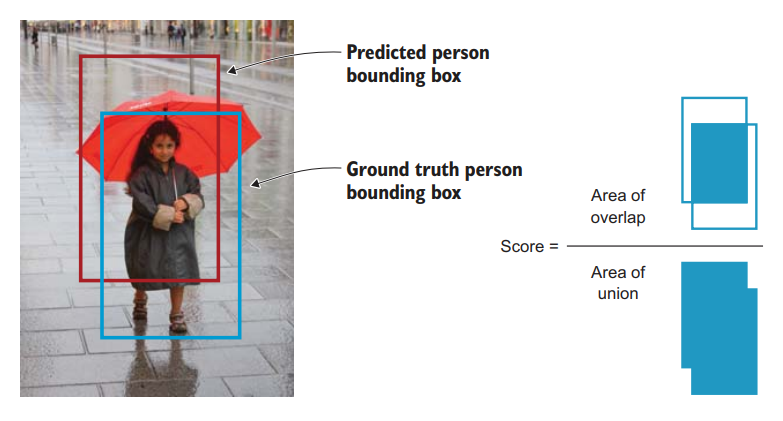 Predicted person
bounding box
Ground truth person
bounding box
Area of
overlap
Score =
Area of
union